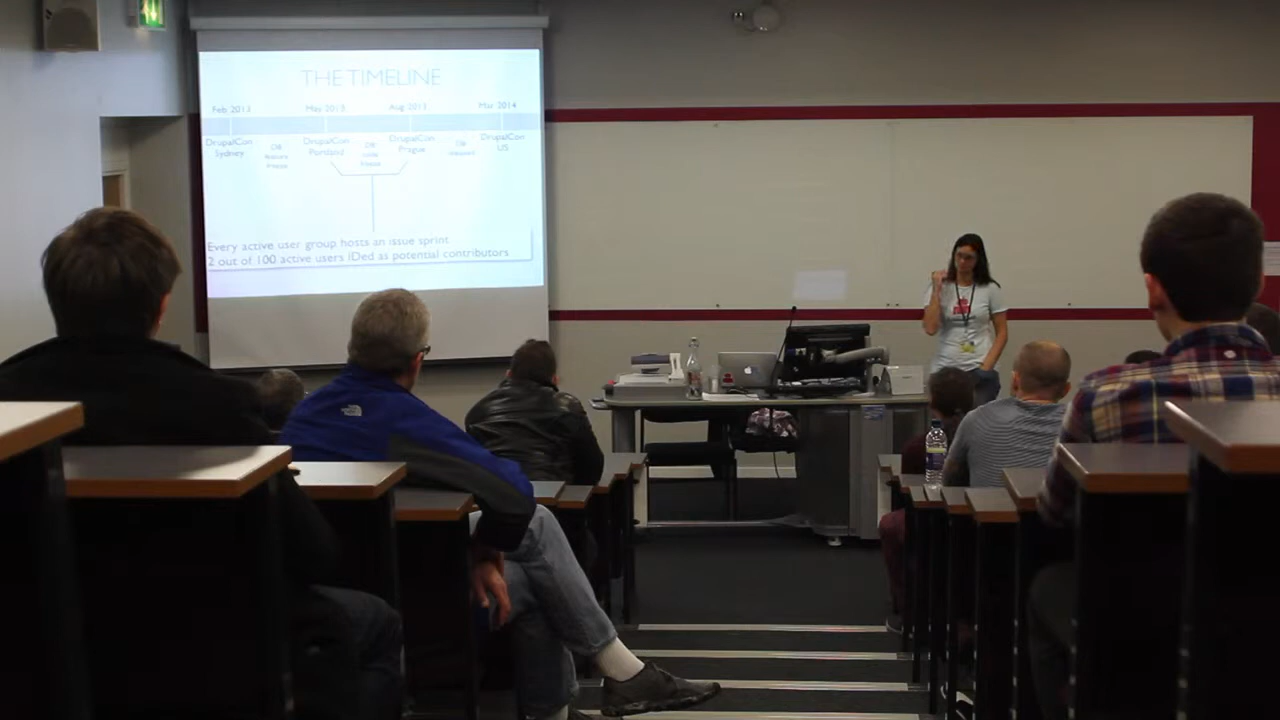 THE TIMELINE
Feb 2013 May 2013 Aug 2013 Mar 2014
DrupalCon DrupalCon DrupalCon DrupalCon
Sydney Portland Prague US
Every active user group hosts an issue sprint
2 out of 100 active users IDed as potential contributors